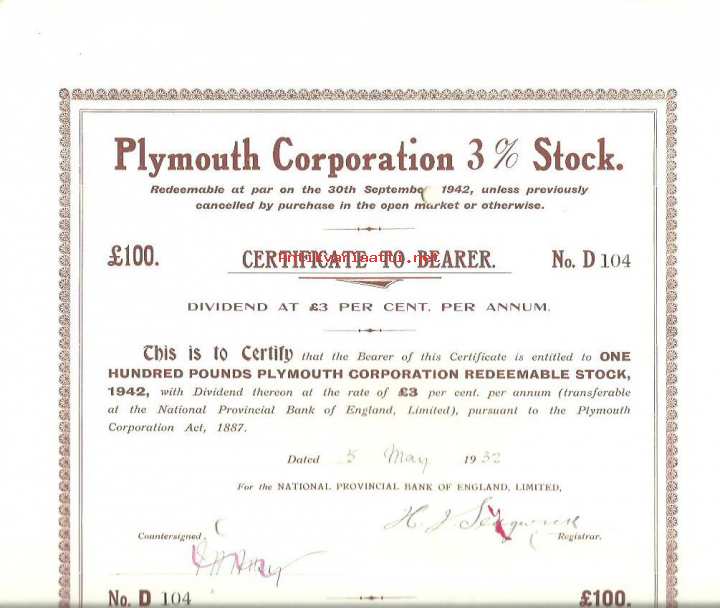 Plymouth Corporation 3% Stock.
Redeemable at par on the 30th September 1942, unless previously
cancelled by purchase in the open market or otherwise.
£100. CERTIFICATE TO BEARER. No. D 104
Antikvariaatti.net
DIVIDEND AT £3 PER CENT. PER ANNUM.
This is to Certify that the Bearer of this Certificate is entitled to ONE
HUNDRED POUNDS PLYMOUTH CORPORATION REDEEMABLE STOCK,
1942, with Dividend thereon at the rate of £3 per cent. per annum (transferable
at the National Provincial Bank of England, Limited), pursuant to the Plymouth
Corporation Act, 1887.
Dated 5 May 1932
For the NATIONAL PROVINCIAL BANK OF ENGLAND, LIMITED,
H. J.
Countersigned, Registrar.
No. D 104 £100.